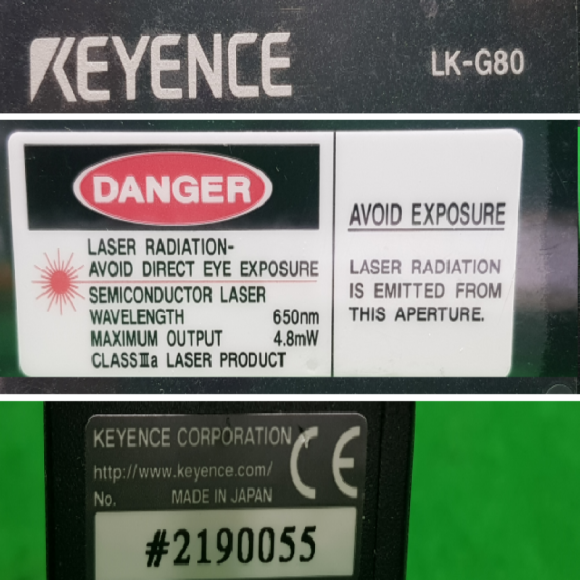 KEYENCE LK-G80
DANGER
LASER RADIATION-
AVOID DIRECT EYE EXPOSURE
SEMICONDUCTOR LASER
WAVELENGTH 650nm
MAXIMUM OUTPUT 4.8mW
CLASS Ⅲa LASER PRODUCT
AVOID EXPOSURE
LASER RADIATION
IS EMITTED FROM
THIS APERTURE.
KEYENCE CORPORATION
http://www.keyence.com/
No. MADE IN JAPAN
CE
#2190055